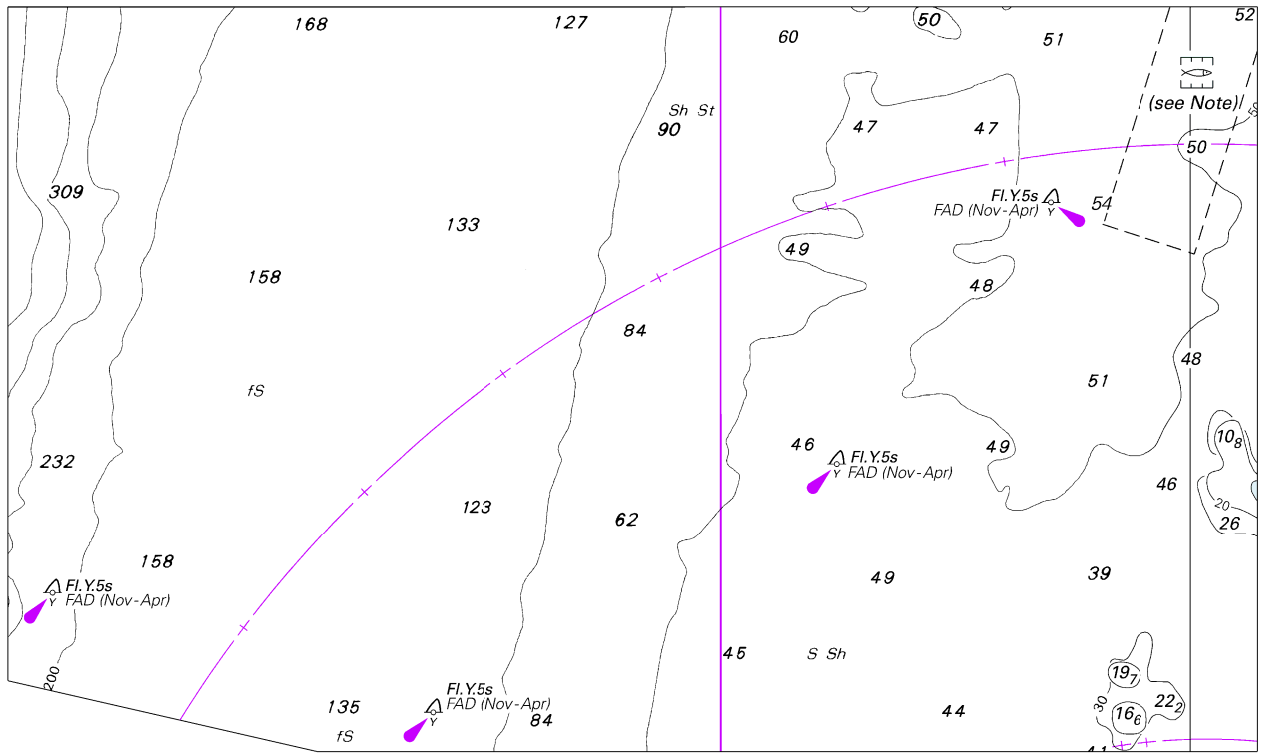 168
127
60
50
51
52
Sh St
90
47
47
(see Note)
50
50
309
133
Fl.Y.5s
FAD (Nov-Apr)
Y
54
49
158
48
84
48
fS
51
46
Fl.Y.5s
FAD (Nov-Apr)
Y
49
10₈
232
46
20
123
62
26
158
49
39
Fl.Y.5s
FAD (Nov-Apr)
Y
45
S Sh
200
19₇
Fl.Y.5s
FAD (Nov-Apr)
Y
135
84
44
30
16₆
22₂
fS